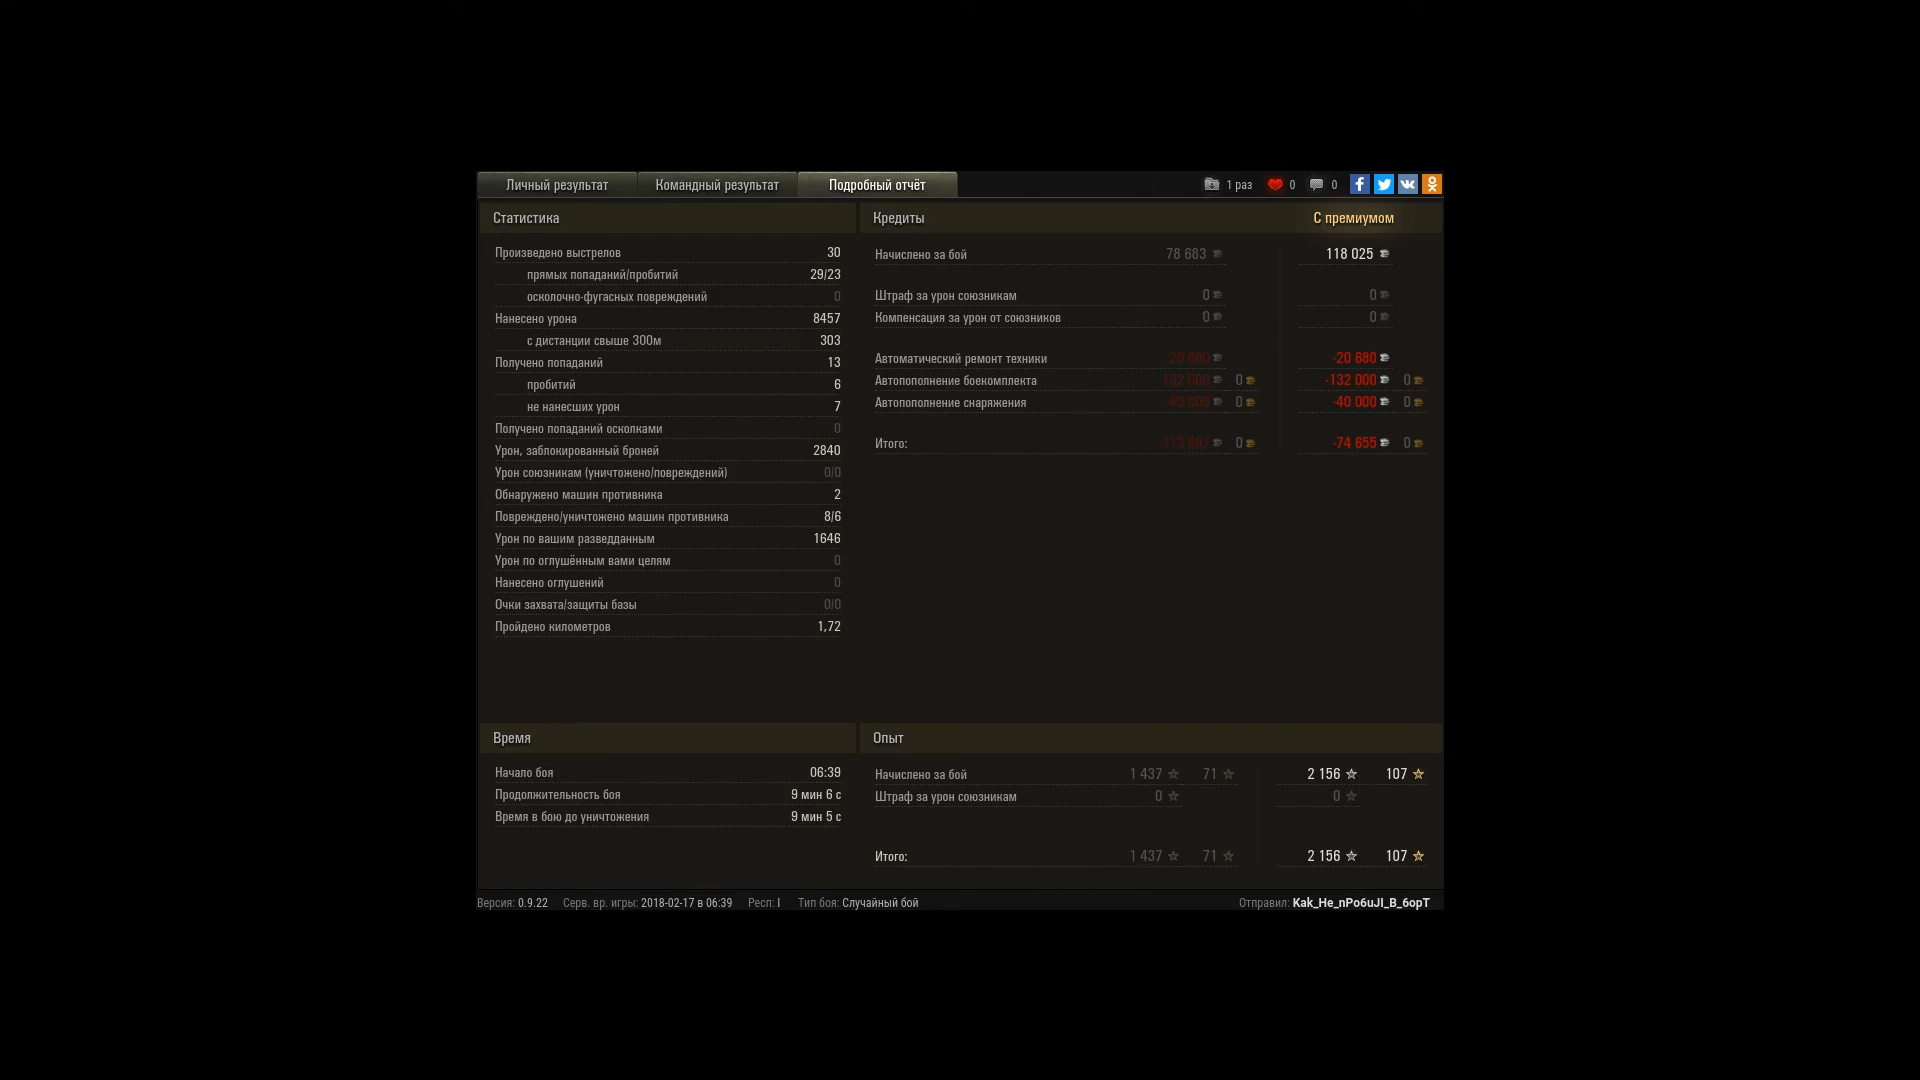 Личный результат Командный результат Подробный отчёт 1 раз 0 0
Статистика
Произведено выстрелов 30
прямых попаданий/пробитий 29/23
осколочно-фугасных повреждений 0
Нанесено урона 8457
с дистанции свыше 300м 303
Получено попаданий 13
пробитий 6
не нанесших урон 7
Получено попаданий осколками 0
Урон, заблокированный броней 2840
Урон союзникам (уничтожено/повреждений) 0/0
Обнаружено машин противника 2
Повреждено/уничтожено машин противника 8/6
Урон по вашим разведданным 1646
Урон по оглушённым вами целям 0
Нанесено оглушений 0
Очки захвата/защиты базы 0/0
Пройдено километров 1,72
Кредиты С премиумом
Начислено за бой 78 683 118 025
Штраф за урон союзникам 0 0
Компенсация за урон от союзников 0 0
Автоматический ремонт техники -20 680 -20 680
Автопополнение боекомплекта -132 000 0 -132 000 0
Автопополнение снаряжения -40 000 0 -40 000 0
Итого: -113 997 0 -74 655 0
Время
Начало боя 06:39
Продолжительность боя 9 мин 6 с
Время в бою до уничтожения 9 мин 5 с
Опыт
Начислено за бой 1 437 71 2 156 107
Штраф за урон союзникам 0 0
Итого: 1 437 71 2 156 107
Версия: 0.9.22 Серв. вр. игры: 2018-02-17 в 06:39 Респ: I Тип боя: Случайный бой Отправил: Kak_He_nPo6uJI_B_6opT